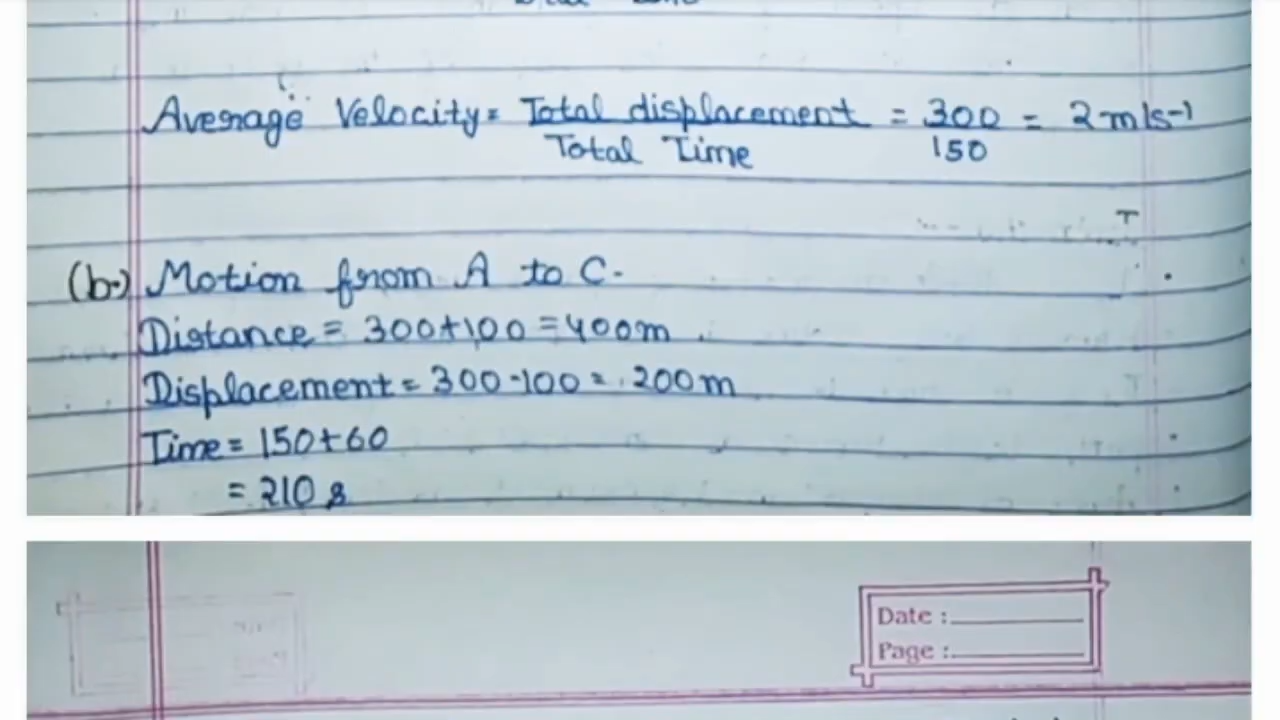 Average Velocity = Total displacement = 300 = 2 m/s-1
Total Time 150
(b.) Motion from A to C.
Distance = 300+100 = 400m.
Displacement = 300-100 = 200m
Time = 150+60
= 210 s
Date :
Page :